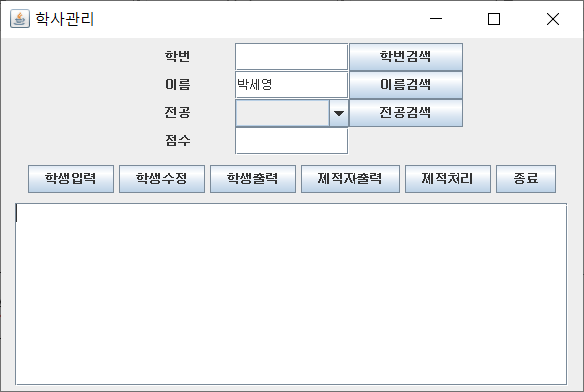 학사관리
학번 학번검색
이름 박세영 이름검색
전공 전공검색
점수
학생입력 학생수정 학생출력 제적자출력 제적처리 종료